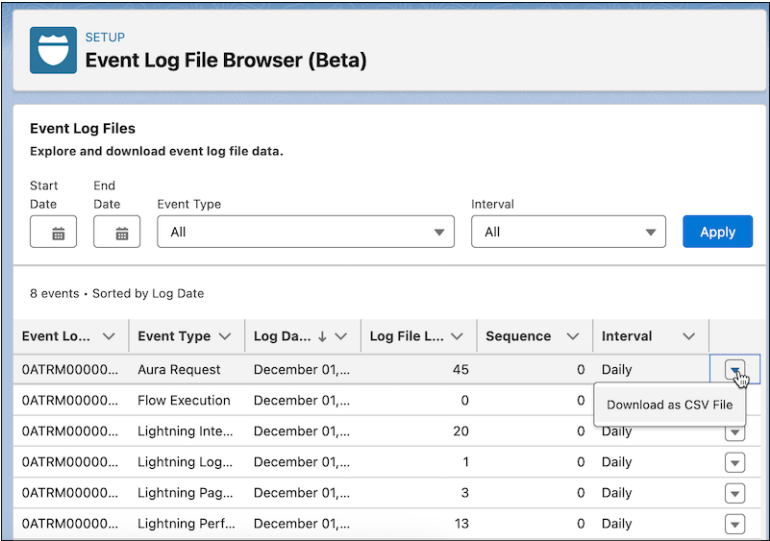 SETUP
Event Log File Browser (Beta)
Event Log Files
Explore and download event log file data.
Start Date
End Date
Event Type
Interval
All
All
Apply
8 events • Sorted by Log Date
Event Lo... Event Type Log Da... ↓ Log File L... Sequence Interval
0ATRM00000... Aura Request December 01,... 45 0 Daily
Download as CSV File
0ATRM00000... Flow Execution December 01,... 0 0
0ATRM00000... Lightning Inte... December 01,... 20 0 Daily
0ATRM00000... Lightning Log... December 01,... 1 0 Daily
0ATRM00000... Lightning Pag... December 01,... 3 0 Daily
0ATRM00000... Lightning Perf... December 01,... 13 0 Daily